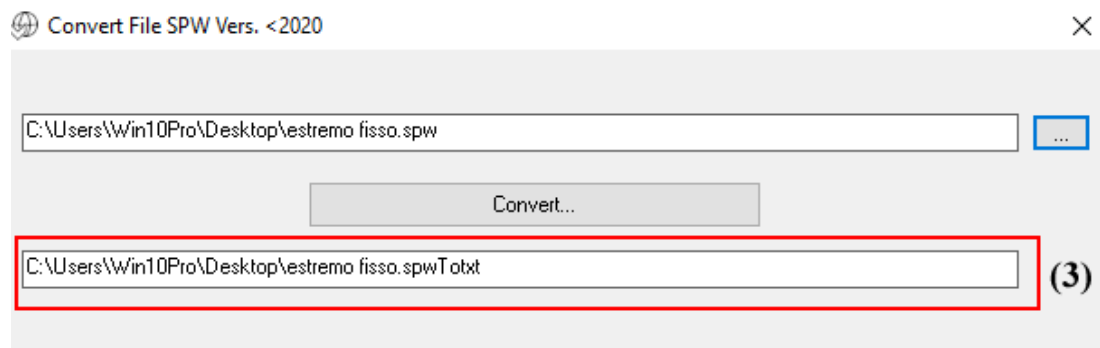 Convert File SPW Vers. <2020
C:\Users\Win10Pro\Desktop\estremo fisso.spw
...
Convert...
C:\Users\Win10Pro\Desktop\estremo fisso.spwTotxt
(3)